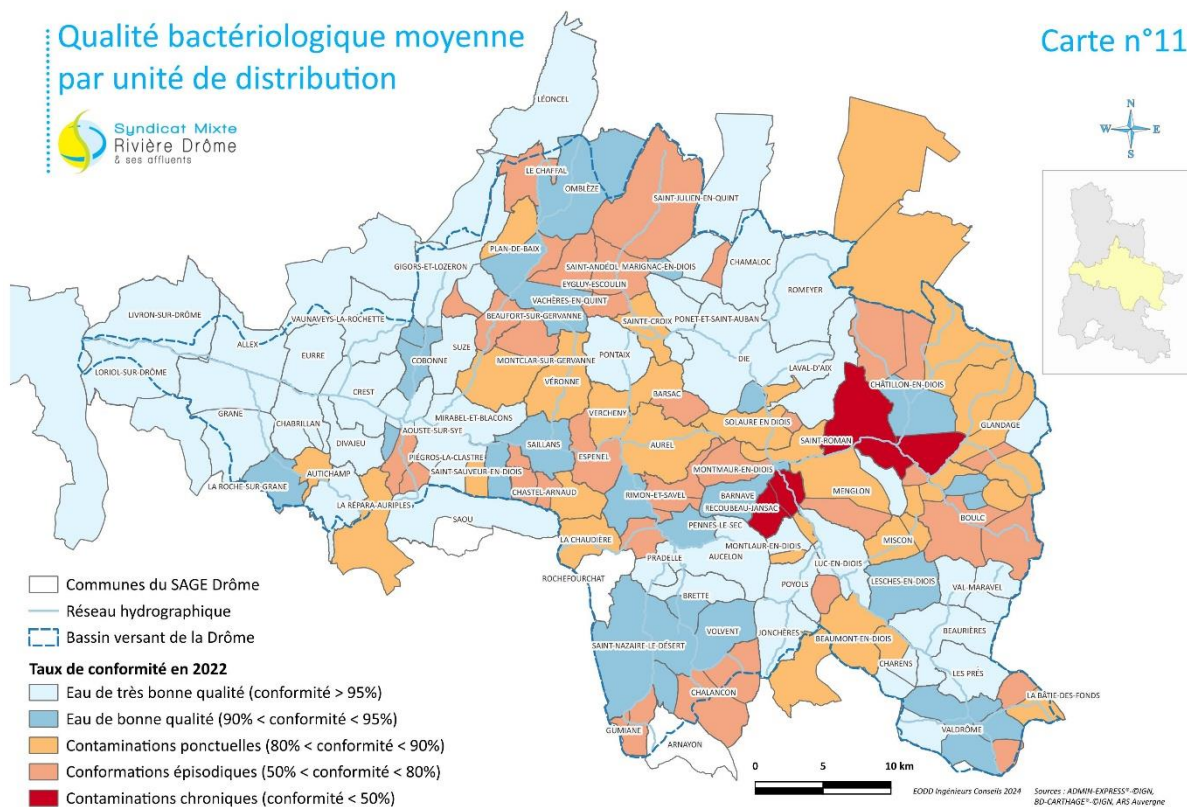 Qualité bactériologique moyenne
par unité de distribution
Carte n°11
Syndicat Mixte
Rivière Drôme
& ses affluents
N
W E
S
LÉONCEL
LE CHAFFAL
OMBLÈZE
SAINT-JULIEN-EN-QUINT
PLAN-DE-BAIX
GIGORS-ET-LOZERON
SAINT-ANDÉOL
MARIGNAC-EN-DIOIS
CHAMALOC
EYGLUY-ESCOULIN
ROMEYER
VACHÈRES-EN-QUINT
LIVRON-SUR-DRÔME
VAUNAVEYS-LA-ROCHETTE
BEAUFORT-SUR-GERVANNE
SAINTE-CROIX
PONET-ET-SAINT-AUBAN
ALLEX
SUZE
EURRE
COBONNE
MONTCLAR-SUR-GERVANNE
PONTAIX
DIE
LAVAL-D'AIX
LORIOL-SUR-DRÔME
VÉRONNE
CREST
BARSAC
CHÂTILLON-EN-DIOIS
GRANE
VERCHENY
CHABRILLAN
MIRABEL-ET-BLACONS
SOLAURE EN DIOIS
GLANDAGE
AOUSTE-SUR-SYE
DIVAJEU
SAILLANS
AUREL
SAINT-ROMAN
PIÉGROS-LA-CLASTRE
ESPENEL
AUTICHAMP
SAINT-SAUVEUR-EN-DIOIS
MONTMAUR-EN-DIOIS
LA ROCHE-SUR-GRANE
CHASTEL-ARNAUD
RIMON-ET-SAVEL
BARNAVE
MENGLON
LA RÉPARA-AURIPLES
RECOUBEAU-JANSAC
BOULC
SAOU
PENNES-LE-SEC
LA CHAUDIÈRE
MISCON
MONTLAUR-EN-DIOIS
PRADELLE
AUCELON
LUC-EN-DIOIS
ROCHEFOURCHAT
LESCHES-EN-DIOIS
POYOLS
VAL-MARAVEL
BRETTE
VOLVENT
JONCHÈRES
BEAURIÈRES
SAINT-NAZAIRE-LE-DÉSERT
BEAUMONT-EN-DIOIS
CHARENS
LES PRÉS
CHALANCON
LA BÂTIE-DES-FONDS
GUMIANE
VALDRÔME
ARNAYON
Communes du SAGE Drôme
Réseau hydrographique
Bassin versant de la Drôme
Taux de conformité en 2022
Eau de très bonne qualité (conformité > 95%)
Eau de bonne qualité (90% < conformité < 95%)
Contaminations ponctuelles (80% < conformité < 90%)
Conformations épisodiques (50% < conformité < 80%)
Contaminations chroniques (conformité < 50%)
0 5 10 km
EODD Ingénieurs Conseils 2024
Sources : ADMIN-EXPRESS®-©IGN,
BD-CARTHAGE®-©IGN, ARS Auvergne